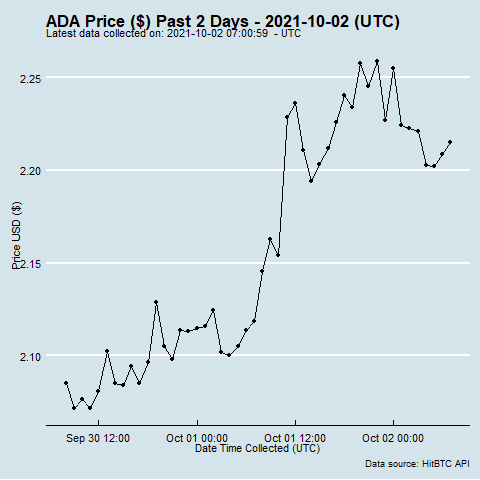 ADA Price ($) Past 2 Days - 2021-10-02 (UTC)
Latest data collected on: 2021-10-02 07:00:59 - UTC
2.25
2.20
2.15
2.10
Price USD ($)
Sep 30 12:00 Oct 01 00:00 Oct 01 12:00 Oct 02 00:00
Date Time Collected (UTC)
Data source: HitBTC API